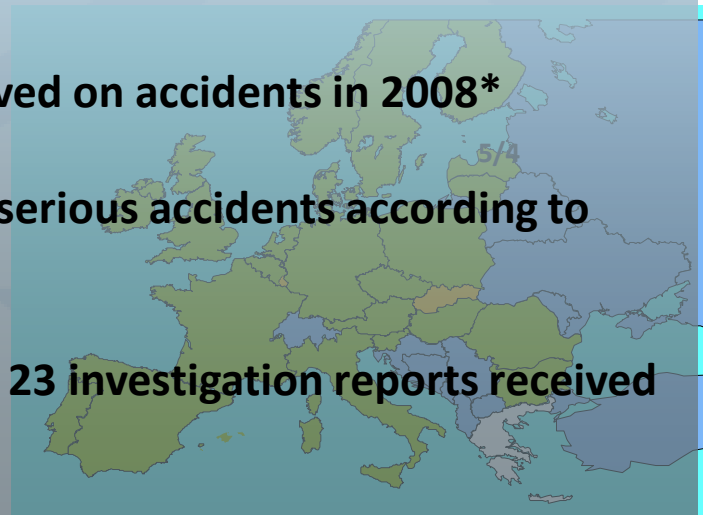 ved on accidents in 2008*
5/4
serious accidents according to
23 investigation reports received